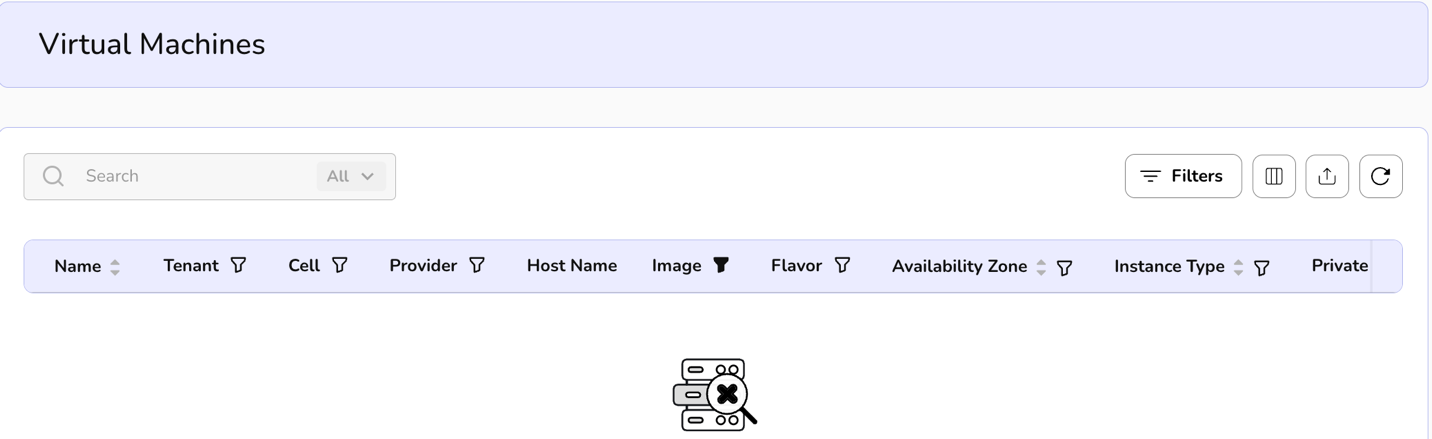 Virtual Machines
Search All Filters
Name Tenant Cell Provider Host Name Image Flavor Availability Zone Instance Type Private